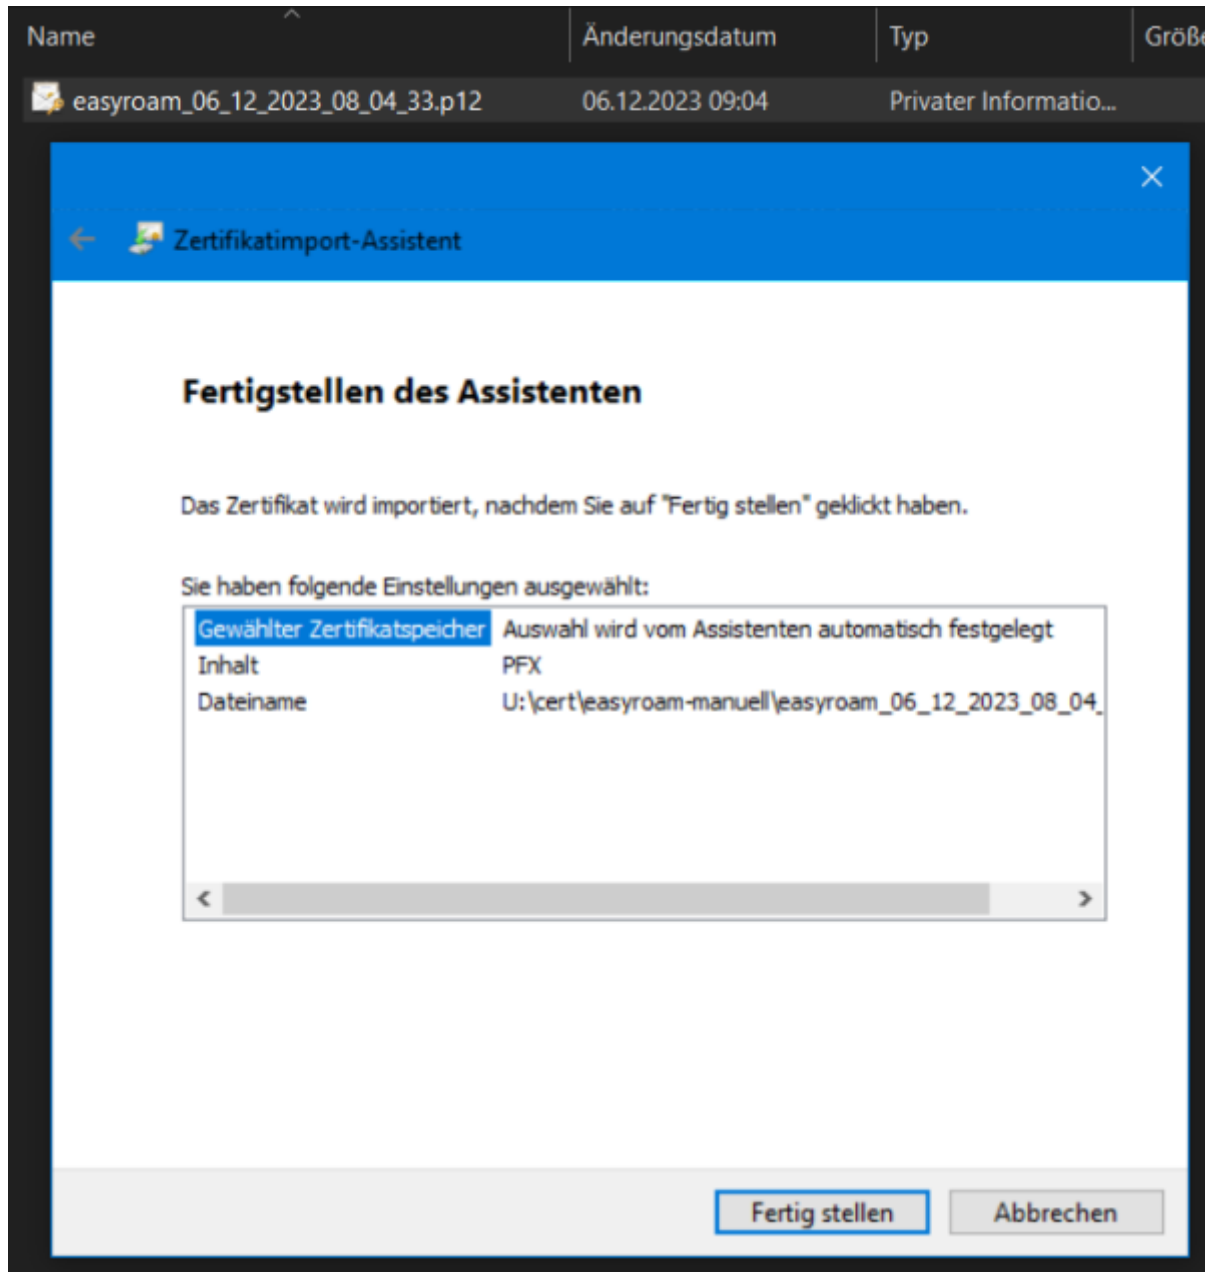 Name Änderungsdatum Typ Größe
easyroam_06_12_2023_08_04_33.p12 06.12.2023 09:04 Privater Informatio...
Zertifikatimport-Assistent
Fertigstellen des Assistenten
Das Zertifikat wird importiert, nachdem Sie auf "Fertig stellen" geklickt haben.
Sie haben folgende Einstellungen ausgewählt:
Gewählter Zertifikatspeicher Auswahl wird vom Assistenten automatisch festgelegt
Inhalt PFX
Dateiname U:\cert\easyroam-manuell\easyroam_06_12_2023_08_04_
Fertig stellen Abbrechen